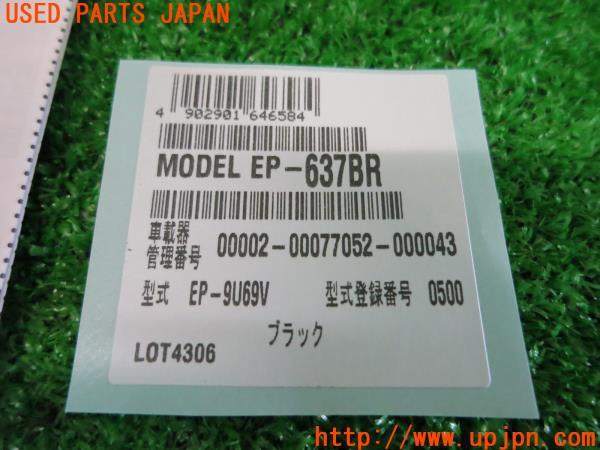 USED PARTS JAPAN
4 902901 646584
MODEL EP-637BR
車載器
管理番号 00002-00077052-000043
型式 EP-9U69V 型式登録番号 0500
ブラック
LOT4306
UPJ
http://www.upjpn.com/